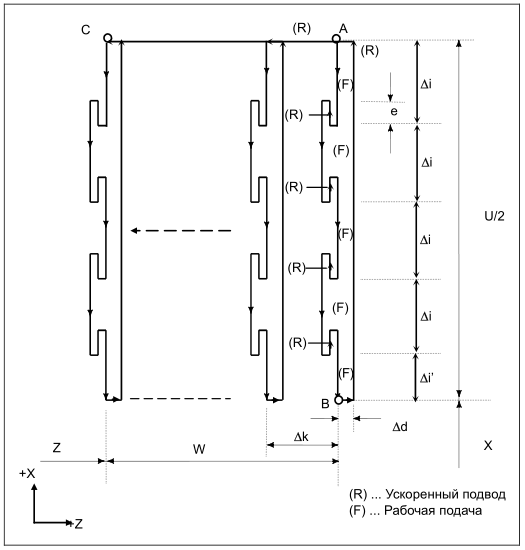 C
(R)
A
(R)
(F)
Δi
e
(R)
(F)
Δi
(R)
U/2
(F)
Δi
(R)
(F)
Δi
(R)
(F)
Δi'
B
Δd
Δk
X
Z
W
+X
+Z
(R) ... Ускоренный подвод
(F) ... Рабочая подача